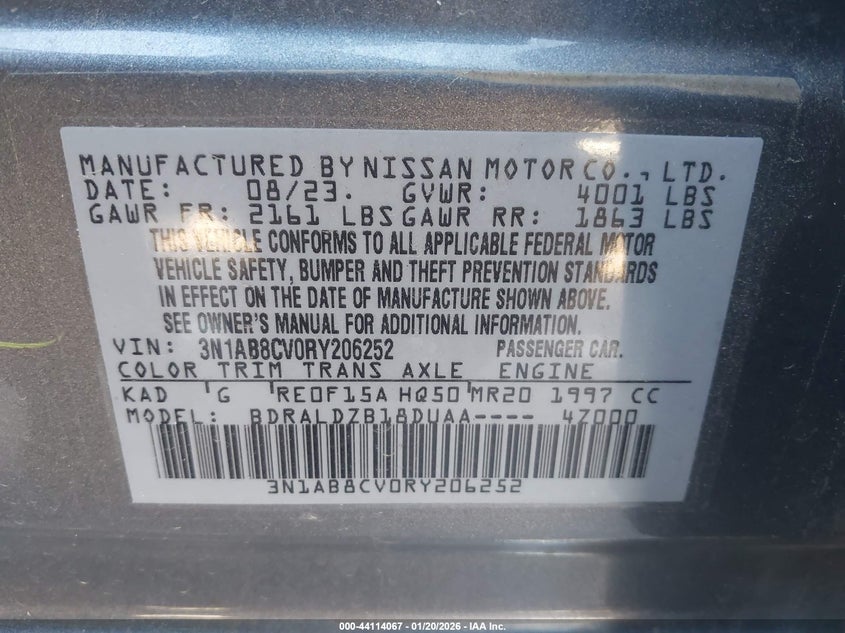 MANUFACTURED BY NISSAN MOTOR CO., LTD.
DATE: 08/23. GVWR: 4001 LBS
GAWR FR: 2161 LBS GAWR RR: 1863 LBS
THIS VEHICLE CONFORMS TO ALL APPLICABLE FEDERAL MOTOR
VEHICLE SAFETY, BUMPER AND THEFT PREVENTION STANDARDS
IN EFFECT ON THE DATE OF MANUFACTURE SHOWN ABOVE.
SEE OWNER'S MANUAL FOR ADDITIONAL INFORMATION.
VIN: 3N1AB8CV0RY206252 PASSENGER CAR.
COLOR TRIM TRANS AXLE ENGINE
KAD G RE0F15A HQ50 MR20 1997 CC
MODEL: BDRALDZB18DUAA---- 4Z000
3N1AB8CV0RY206252
000-44114067 | 01/20/2026 - IAA Inc.